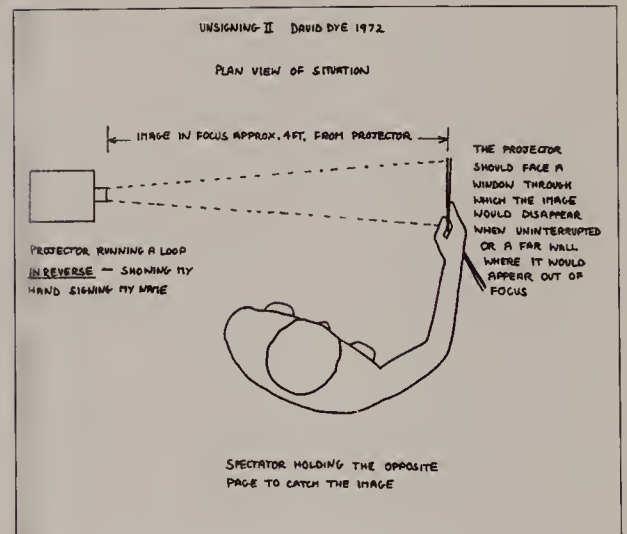 UNSIGNING II DAVID DYE 1972
PLAN VIEW OF SITUATION
IMAGE IN FOCUS APPROX. 4FT. FROM PROJECTOR
THE PROJECTOR
SHOULD FACE A
WINDOW THROUGH
WHICH THE IMAGE
WOULD DISAPPEAR
WHEN UNINTERRUPTED
OR A FAR WALL
WHERE IT WOULD
APPEAR OUT OF
FOCUS
PROJECTOR RUNNING A LOOP
IN REVERSE — SHOWING MY
HAND SIGNING MY NAME
SPECTATOR HOLDING THE OPPOSITE
PAGE TO CATCH THE IMAGE